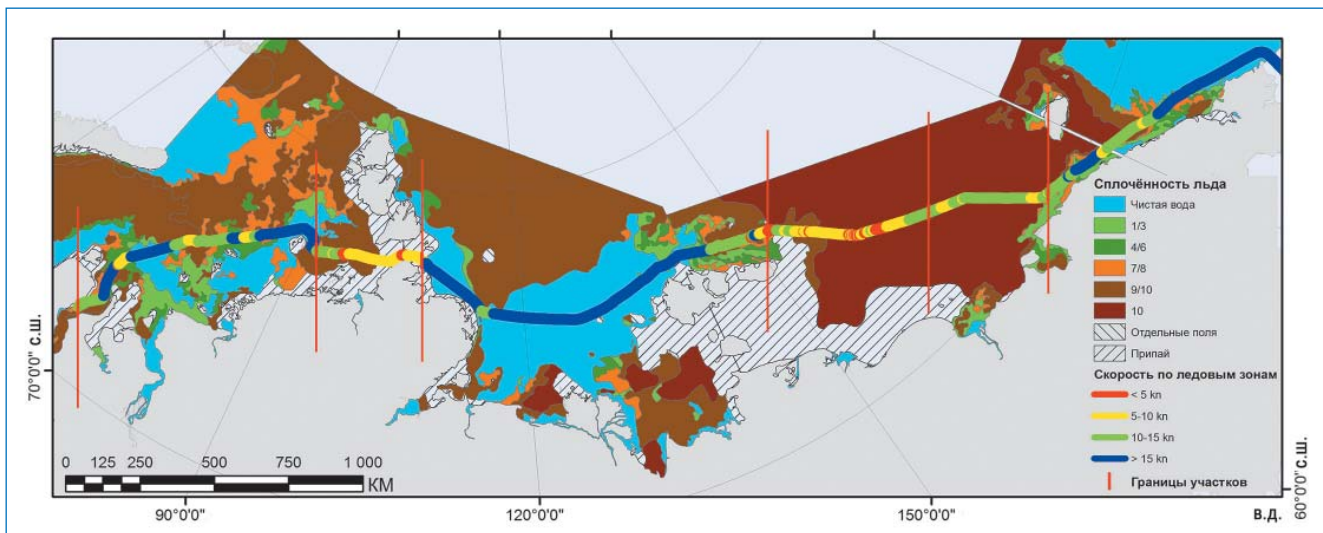 Сплочённость льда
Чистая вода
1/3
4/6
7/8
9/10
10
Отдельные поля
Припай
Скорость по ледовым зонам
< 5 kn
5-10 kn
10-15 kn
> 15 kn
Границы участков
70°0'0" с.ш.
60°0'0" с.ш.
0 125 250 500 750 1 000
КМ
90°0'0" 120°0'0" 150°0'0" в.д.